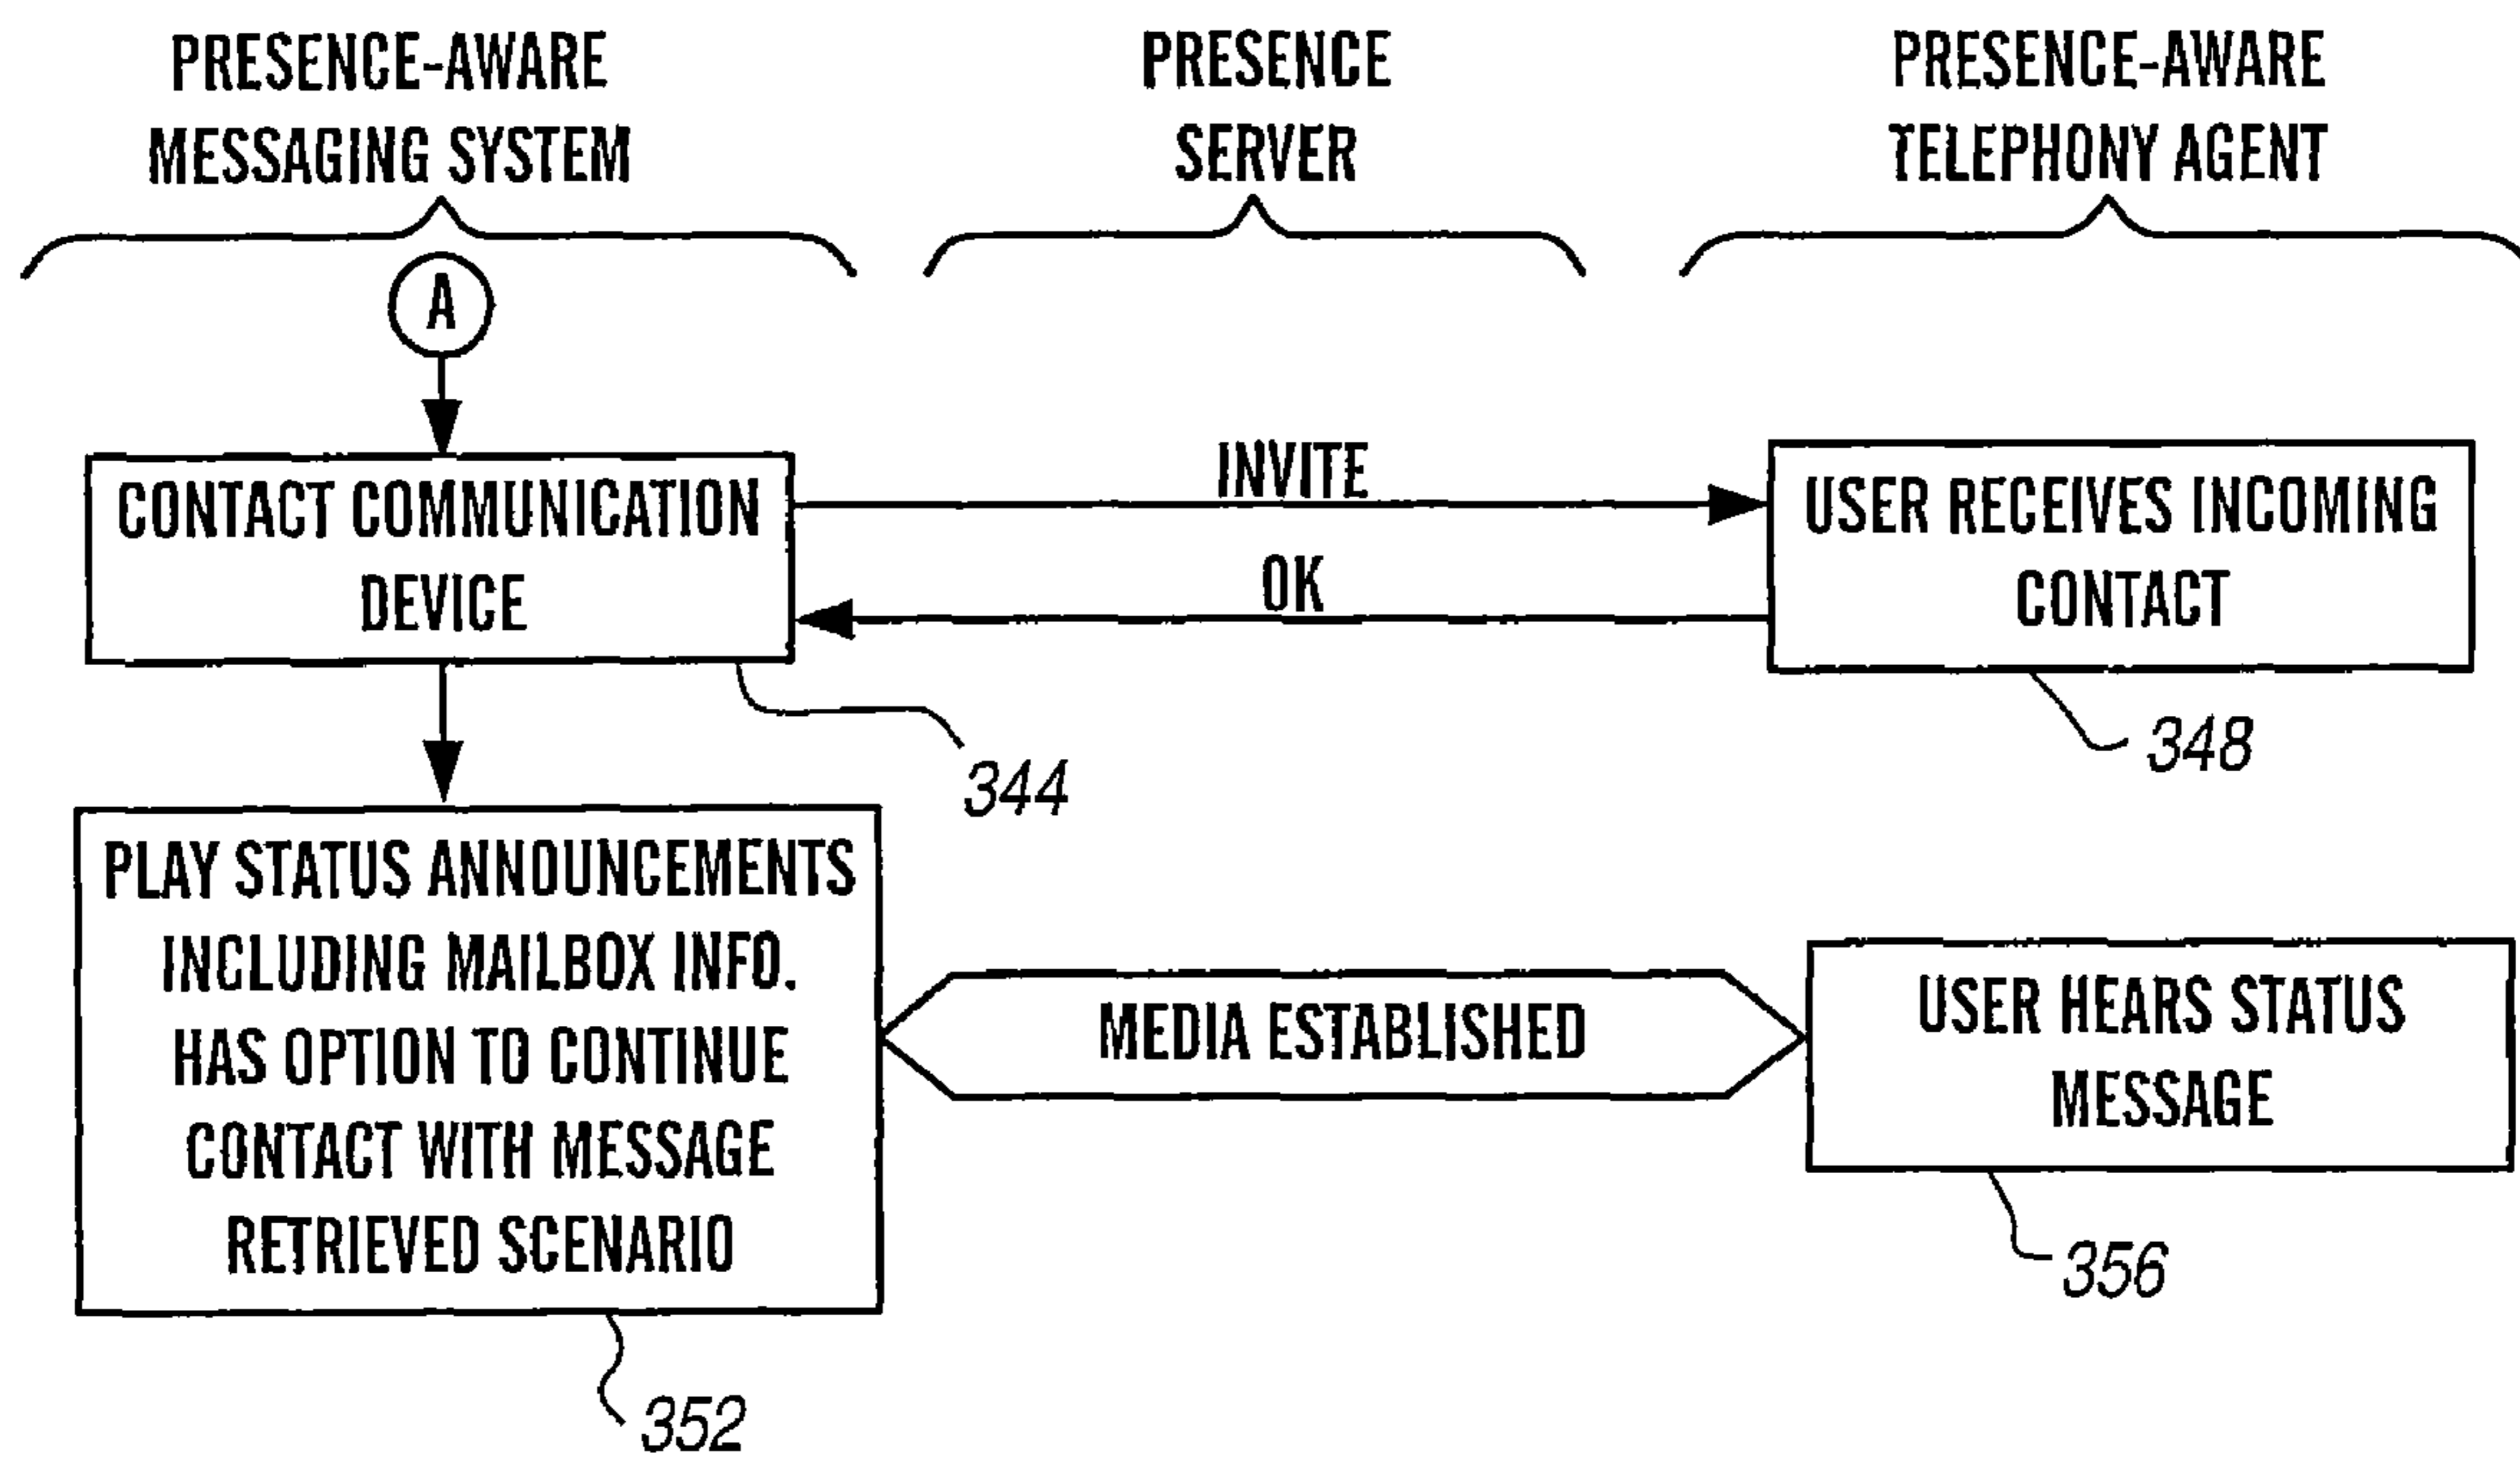 PRESENCE-AWARE
MESSAGING SYSTEM
PRESENCE
SERVER
PRESENCE-AWARE
TELEPHONY AGENT
A
CONTACT COMMUNICATION
DEVICE
344
INVITE
OK
USER RECEIVES INCOMING
CONTACT
348
PLAY STATUS ANNOUNCEMENTS
INCLUDING MAILBOX INFO.
HAS OPTION TO CONTINUE
CONTACT WITH MESSAGE
RETRIEVED SCENARIO
352
MEDIA ESTABLISHED
USER HEARS STATUS
MESSAGE
356